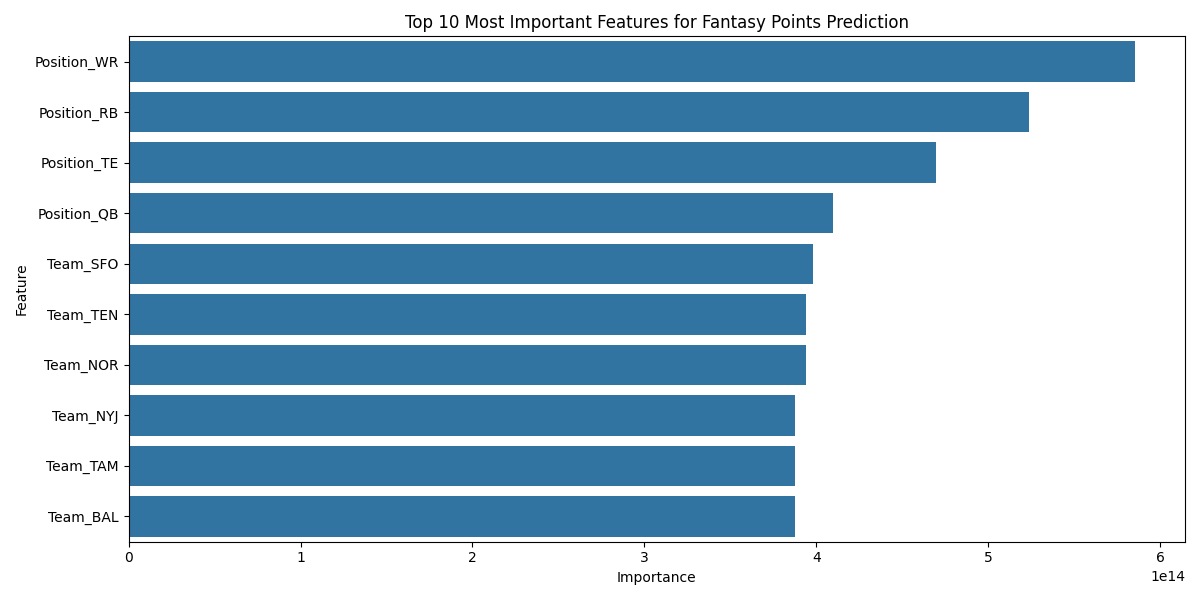 Top 10 Most Important Features for Fantasy Points Prediction
Position_WR
Position_RB
Position_TE
Position_QB
Team_SFO
Team_TEN
Team_NOR
Team_NYJ
Team_TAM
Team_BAL
Feature
0 1 2 3 4 5 6
1e14
Importance